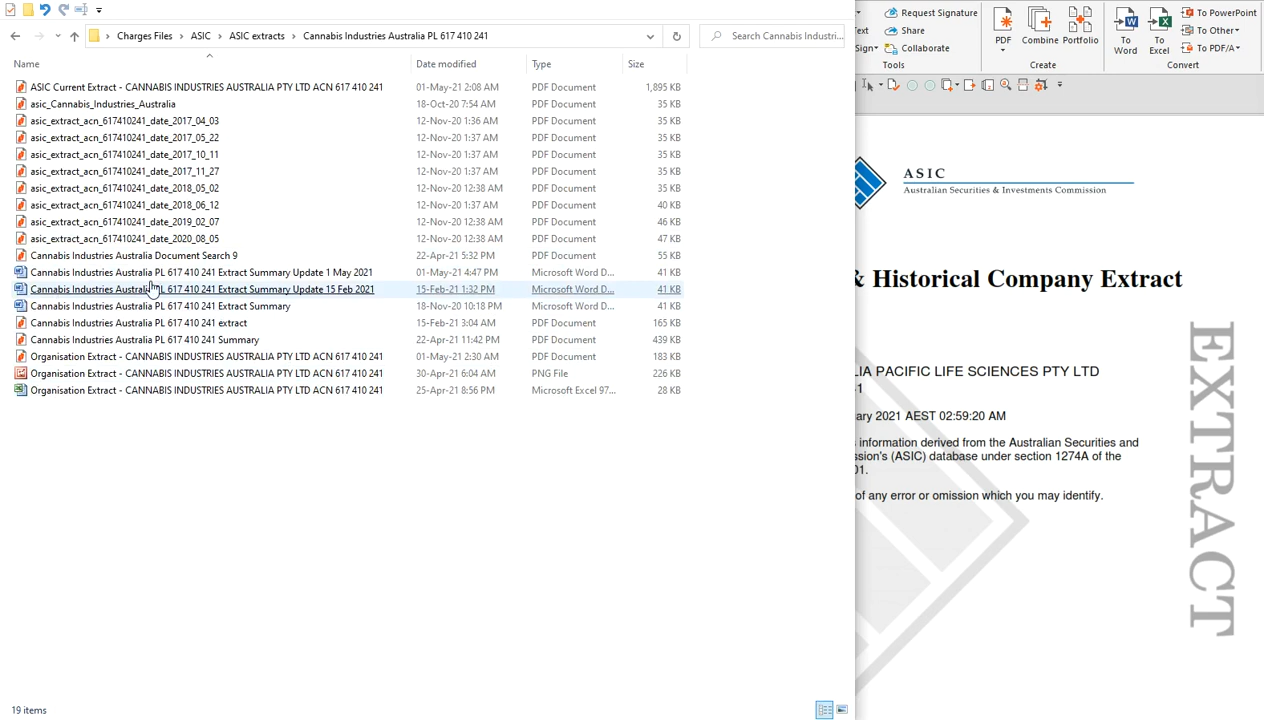 Charges Files > ASIC > ASIC extracts > Cannabis Industries Australia PL 617 410 241
Search Cannabis Industri...
Name Date modified Type Size
ASIC Current Extract - CANNABIS INDUSTRIES AUSTRALIA PTY LTD ACN 617 410 241 01-May-21 2:08 AM PDF Document 1,895 KB
asic_Cannabis_Industries_Australia 18-Oct-20 7:54 AM PDF Document 35 KB
asic_extract_acn_617410241_date_2017_04_03 12-Nov-20 1:36 AM PDF Document 35 KB
asic_extract_acn_617410241_date_2017_05_22 12-Nov-20 1:37 AM PDF Document 35 KB
asic_extract_acn_617410241_date_2017_10_11 12-Nov-20 1:37 AM PDF Document 35 KB
asic_extract_acn_617410241_date_2017_11_27 12-Nov-20 1:37 AM PDF Document 35 KB
asic_extract_acn_617410241_date_2018_05_02 12-Nov-20 12:38 AM PDF Document 35 KB
asic_extract_acn_617410241_date_2018_06_12 12-Nov-20 1:37 AM PDF Document 40 KB
asic_extract_acn_617410241_date_2019_02_07 12-Nov-20 12:38 AM PDF Document 46 KB
asic_extract_acn_617410241_date_2020_08_05 12-Nov-20 12:38 AM PDF Document 47 KB
Cannabis Industries Australia Document Search 9 22-Apr-21 5:32 PM PDF Document 55 KB
Cannabis Industries Australia PL 617 410 241 Extract Summary Update 1 May 2021 01-May-21 4:47 PM Microsoft Word D... 41 KB
Cannabis Industries Australia PL 617 410 241 Extract Summary Update 15 Feb 2021 15-Feb-21 1:32 PM Microsoft Word D... 41 KB
Cannabis Industries Australia PL 617 410 241 Extract Summary 18-Nov-20 10:18 PM Microsoft Word D... 41 KB
Cannabis Industries Australia PL 617 410 241 extract 15-Feb-21 3:04 AM PDF Document 165 KB
Cannabis Industries Australia PL 617 410 241 Summary 22-Apr-21 11:42 PM PDF Document 439 KB
Organisation Extract - CANNABIS INDUSTRIES AUSTRALIA PTY LTD ACN 617 410 241 01-May-21 2:30 AM PDF Document 183 KB
Organisation Extract - CANNABIS INDUSTRIES AUSTRALIA PTY LTD ACN 617 410 241 30-Apr-21 6:04 AM PNG File 226 KB
Organisation Extract - CANNABIS INDUSTRIES AUSTRALIA PTY LTD ACN 617 410 241 25-Apr-21 8:56 PM Microsoft Excel 97... 28 KB
19 items
Request Signature
Text Share
Sign Collaborate
Tools
PDF Combine Portfolio
Create
To Word
To Excel
To PowerPoint
To Other
To PDF/A
Convert
ASIC
Australian Securities & Investments Commission
& Historical Company Extract
LIA PACIFIC LIFE SCIENCES PTY LTD
1
ary 2021 AEST 02:59:20 AM
s information derived from the Australian Securities and
ssion's (ASIC) database under section 1274A of the
01.
of any error or omission which you may identify.
EXTRACT